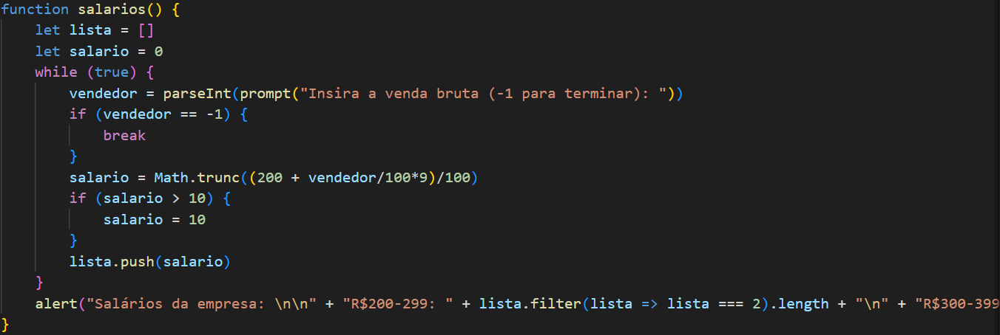 function salarios() {
    let lista = []
    let salario = 0
    while (true) {
        vendedor = parseInt(prompt("Insira a venda bruta (-1 para terminar): "))
        if (vendedor == -1) {
            break
        }
        salario = Math.trunc((200 + vendedor/100*9)/100)
        if (salario > 10) {
            salario = 10
        }
        lista.push(salario)
    }
    alert("Salários da empresa: \n\n" + "R$200-299: " + lista.filter(lista => lista === 2).length + "\n" + "R$300-399
}